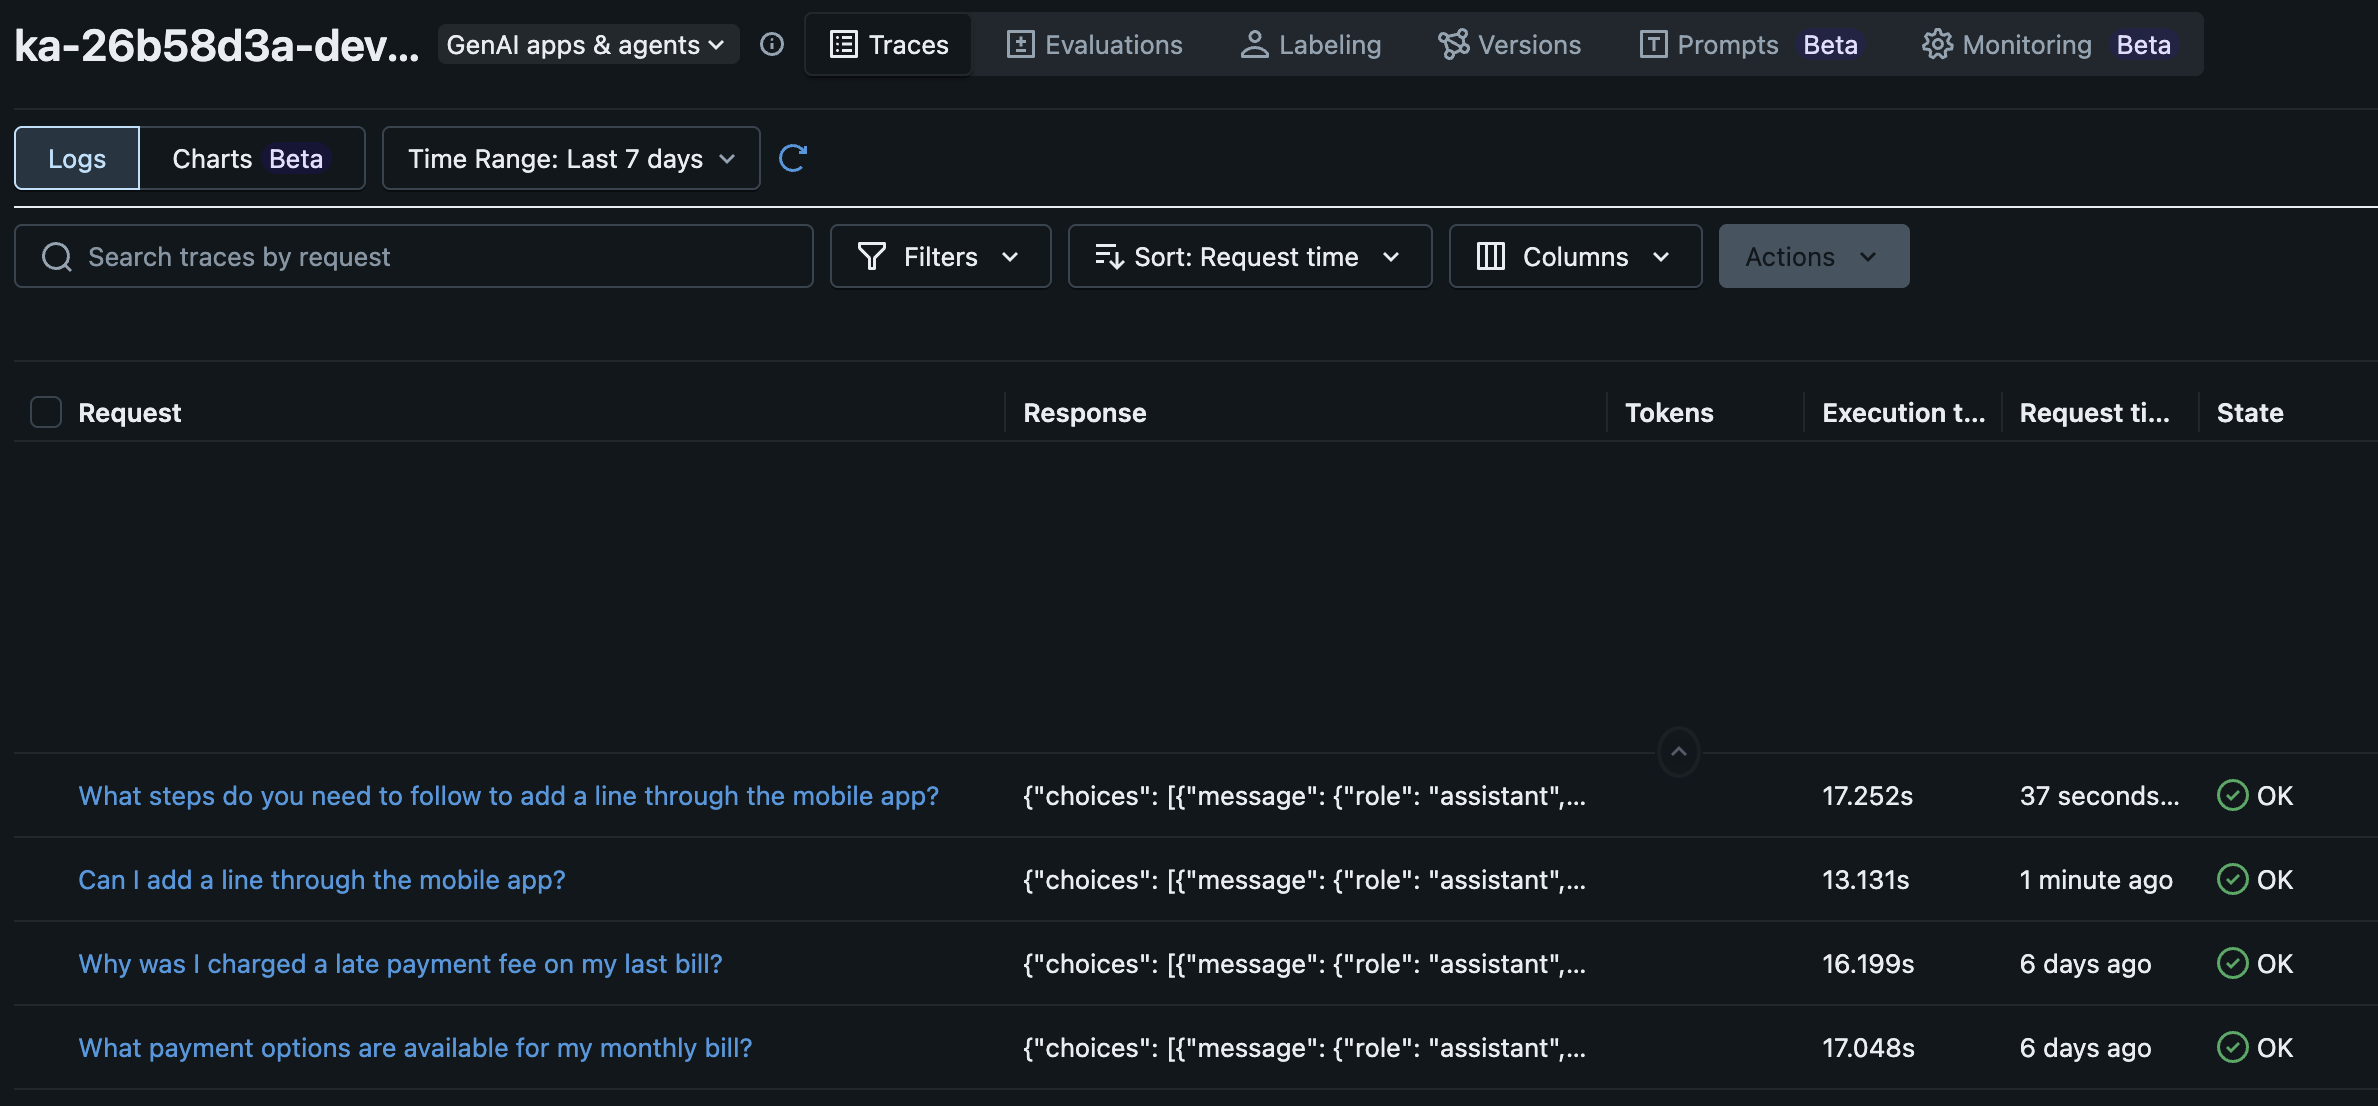 ka-26b58d3a-dev... GenAI apps & agents Traces Evaluations Labeling Versions Prompts Beta Monitoring Beta
Logs Charts Beta Time Range: Last 7 days
Search traces by request Filters Sort: Request time Columns Actions
Request Response Tokens Execution t... Request ti... State
What steps do you need to follow to add a line through the mobile app? {"choices": [{"message": {"role": "assistant",... 17.252s 37 seconds... OK
Can I add a line through the mobile app? {"choices": [{"message": {"role": "assistant",... 13.131s 1 minute ago OK
Why was I charged a late payment fee on my last bill? {"choices": [{"message": {"role": "assistant",... 16.199s 6 days ago OK
What payment options are available for my monthly bill? {"choices": [{"message": {"role": "assistant",... 17.048s 6 days ago OK